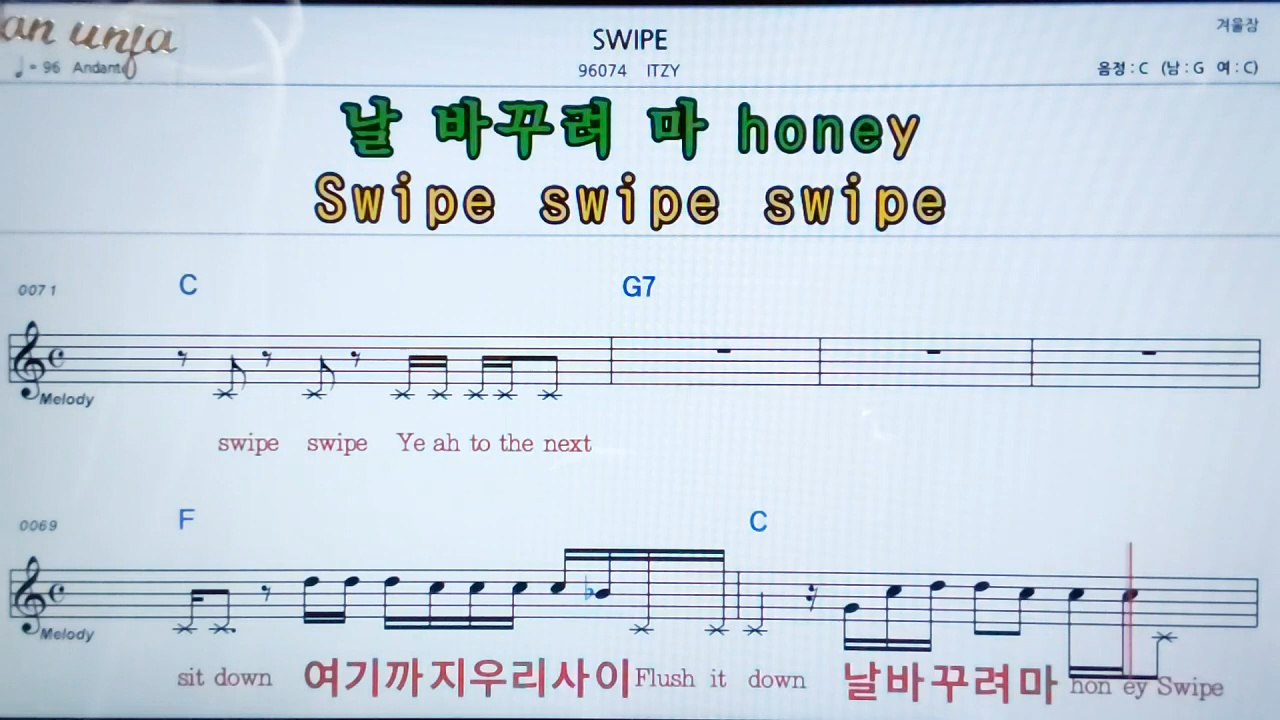 an unja
SWIPE
겨울잠
♩= 96 Andante
96074 ITZY
음정 : C (남 : G 여 : C)
날 바꾸려 마 honey
Swipe swipe swipe
0071
C G7
Melody
swipe swipe Ye ah to the next
0069
F C
Melody
sit down 여기까지우리사이 Flush it down 날바꾸려마 hon ey Swipe